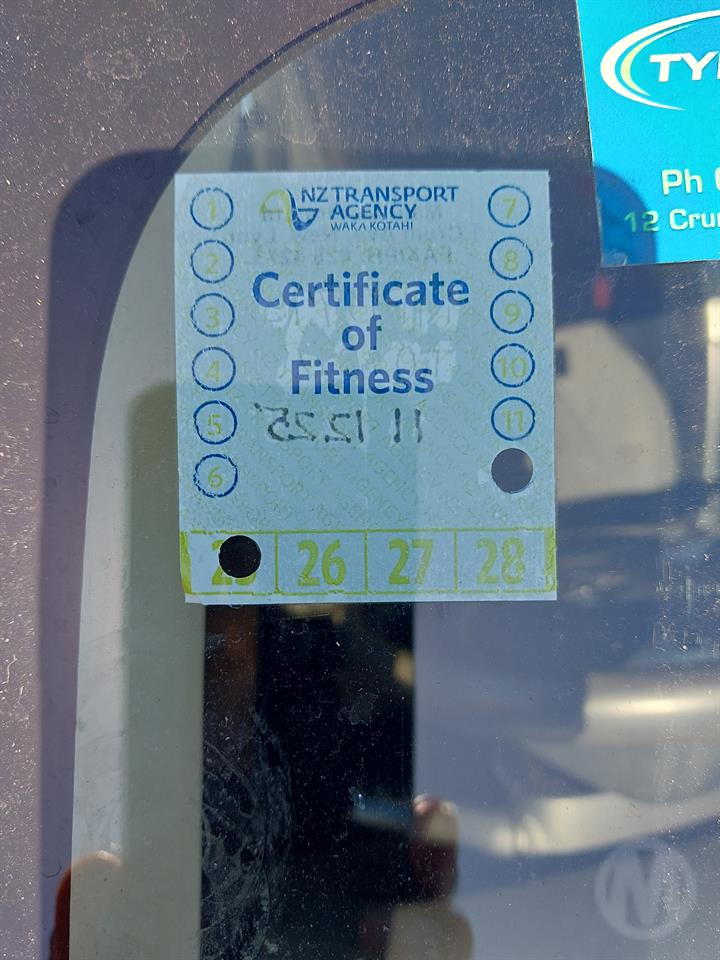 TY
Ph
12 Cru
NZ TRANSPORT
AGENCY
WAKA KOTAHI
1
7
2
8
3
9
4
10
5
11
6
Certificate
of
Fitness
11 12 25
26 27 28
M